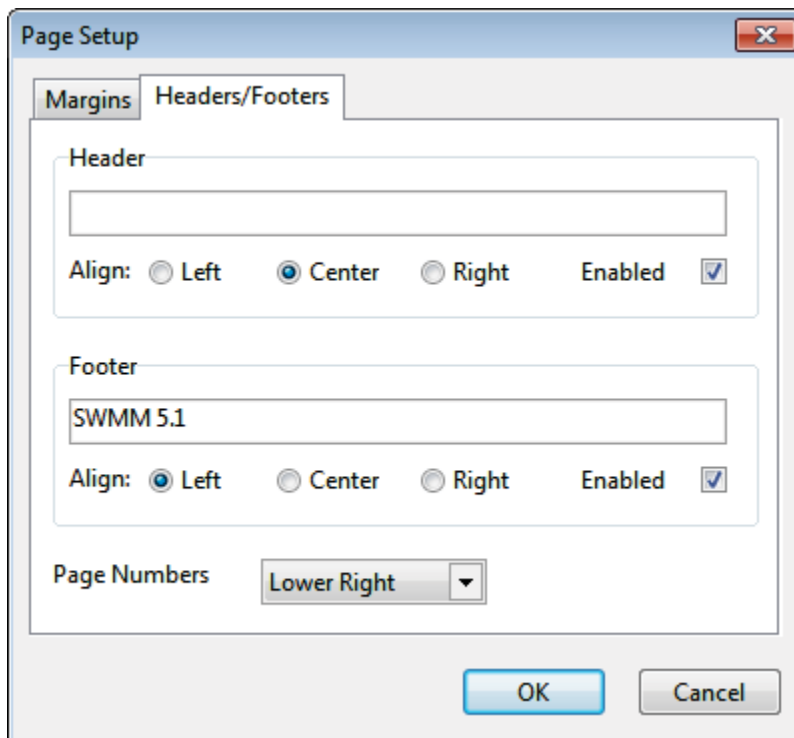 Page Setup
Margins Headers/Footers
Header
Align: Left Center Right Enabled
Footer
SWMM 5.1
Align: Left Center Right Enabled
Page Numbers Lower Right
OK Cancel